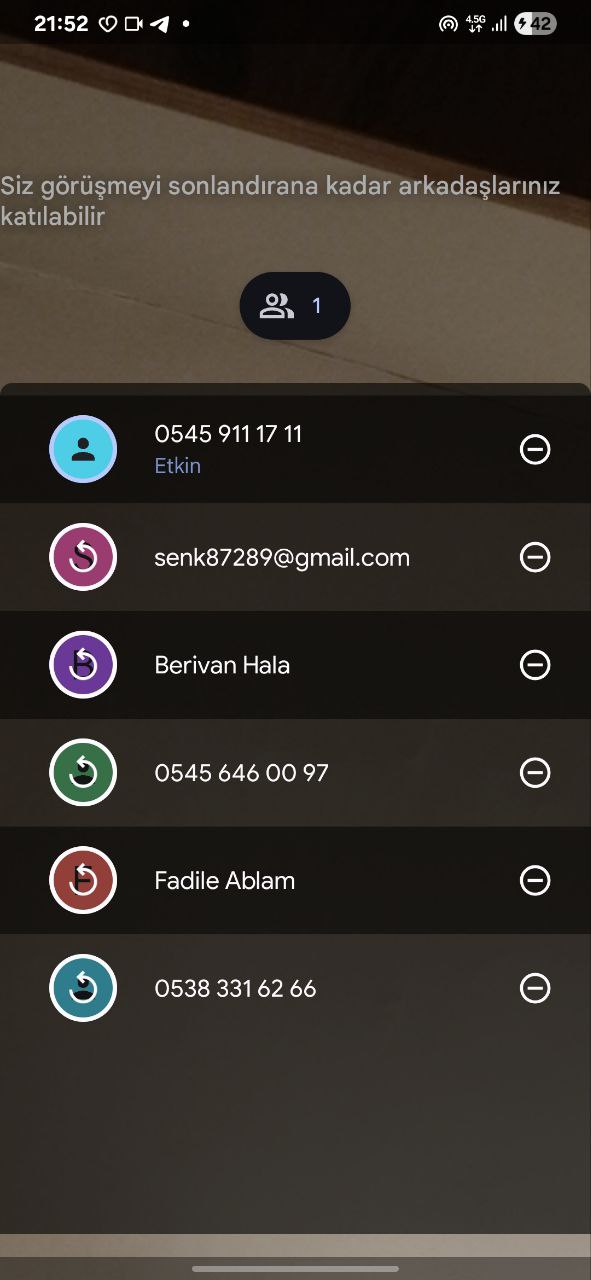 21:52
4.5G
42
Siz görüşmeyi sonlandırana kadar arkadaşlarınız
katılabilir
1
0545 911 17 11
Etkin
S
senk87289@gmail.com
B
Berivan Hala
0545 646 00 97
F
Fadile Ablam
0538 331 62 66